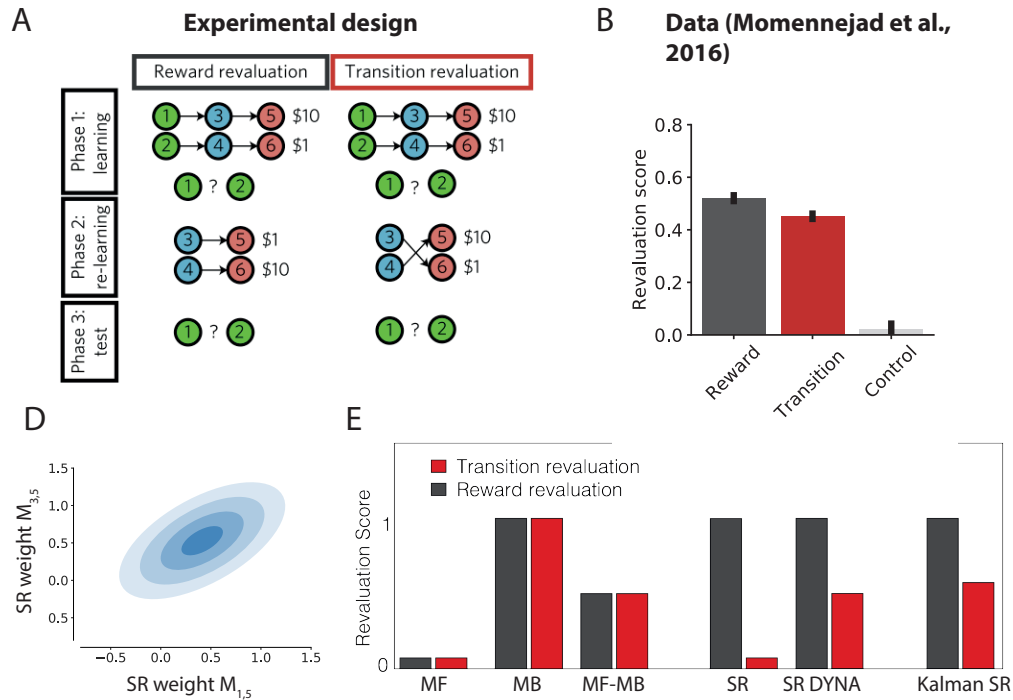 A
Experimental design
Reward revaluation
Transition revaluation
Phase 1:
learning
1 3 5 $10
2 4 6 $1
1 ? 2
1 3 5 $10
2 4 6 $1
1 ? 2
Phase 2:
re-learning
3 5 $1
4 6 $10
3 5 $10
4 6 $1
Phase 3:
test
1 ? 2
1 ? 2
B
Data (Momennejad et al.,
2016)
Revaluation score
0.8
0.6
0.4
0.2
0.0
Reward
Transition
Control
D
SR weight M3,5
1.5
1.0
0.5
0.0
0.5
−0.5
0.0
0.5
1.0
1.5
SR weight M1,5
E
Transition revaluation
Reward revaluation
Revaluation Score
1
0
MF
MB
MF-MB
SR
SR DYNA
Kalman SR